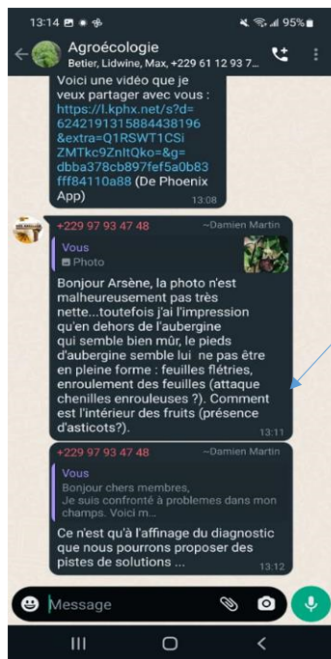 13:14
95%
Agroécologie
Betier, Lidwine, Max, +229 61 12 93 7...
Voici une vidéo que je
veux partager avec vous :
https://l.kphx.net/s?d=
6242191315884438196
&extra=Q1RSWT1CSi
ZMTkc9ZnItQko=&g=
dbba378cb897fef5a0b83
fff84110a88 (De Phoenix
App)
13:08
+229 97 93 47 48 ~Damien Martin
Vous
Photo
Bonjour Arsène, la photo n'est
malheureusement pas très
nette...toutefois j'ai l'impression
qu'en dehors de l'aubergine
qui semble bien mûr, le pieds
d'aubergine semble lui ne pas être
en pleine forme : feuilles flétries,
enroulement des feuilles (attaque
chenilles enrouleuses ?). Comment
est l'intérieur des fruits (présence
d'asticots?).
13:11
+229 97 93 47 48 ~Damien Martin
Vous
Bonjour chers membres,
Je suis confronté à problemes dans mon
champs. Voici m...
Ce n'est qu'à l'affinage du diagnostic
que nous pourrons proposer des
pistes de solutions ...
13:12
Message